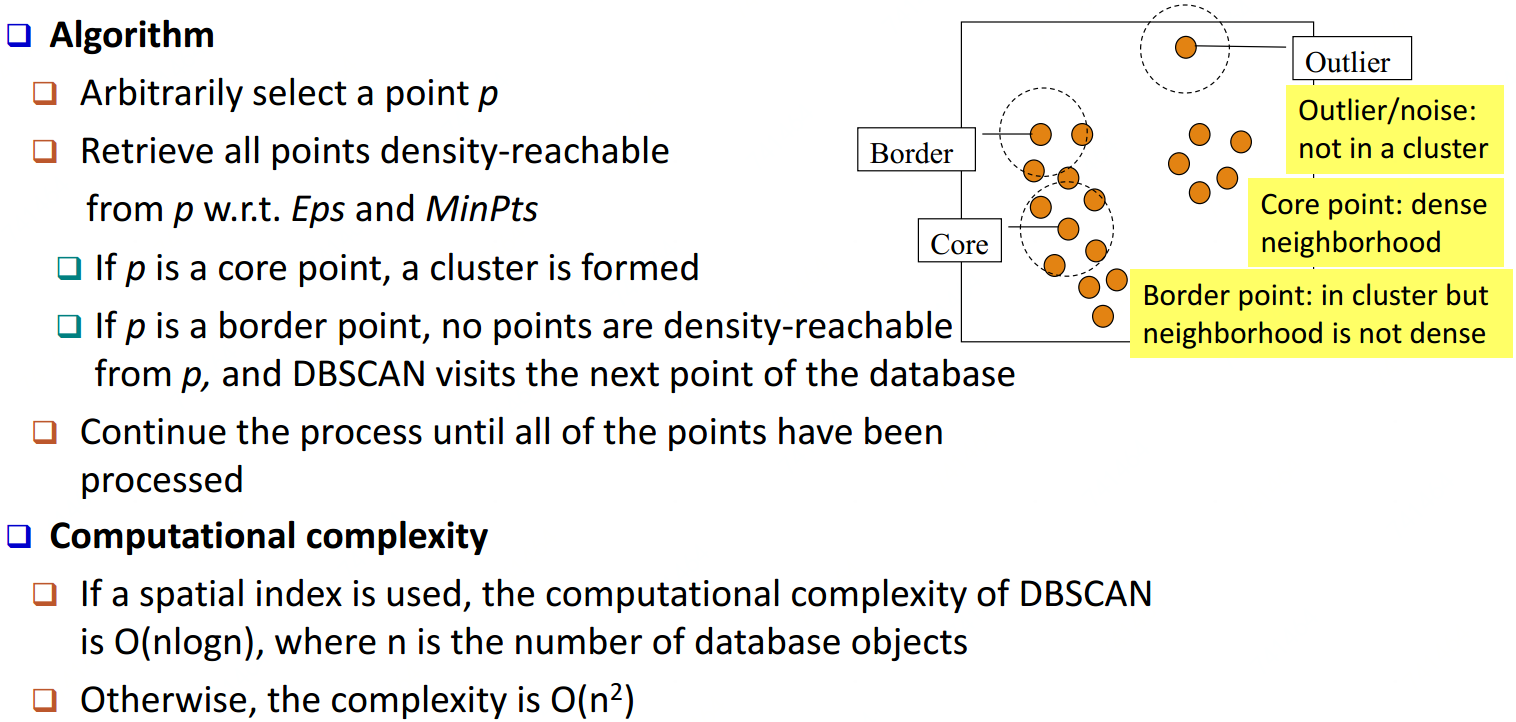 Algorithm
Arbitrarily select a point p
Retrieve all points density-reachable
from p w.r.t. Eps and MinPts
If p is a core point, a cluster is formed
If p is a border point, no points are density-reachable
from p, and DBSCAN visits the next point of the database
Continue the process until all of the points have been
processed
Computational complexity
If a spatial index is used, the computational complexity of DBSCAN
is O(nlogn), where n is the number of database objects
Otherwise, the complexity is O(n²)
Outlier
Outlier/noise:
not in a cluster
Border
Core point: dense
neighborhood
Core
Border point: in cluster but
neighborhood is not dense